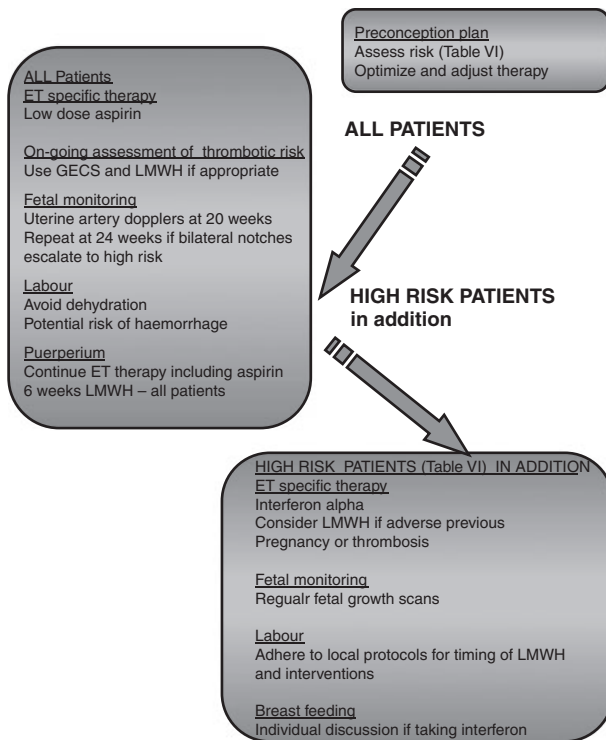 Preconception plan
Assess risk (Table VI)
Optimize and adjust therapy
ALL PATIENTS
ALL Patients
ET specific therapy
Low dose aspirin
On-going assessment of thrombotic risk
Use GECS and LMWH if appropriate
Fetal monitoring
Uterine artery dopplers at 20 weeks
Repeat at 24 weeks if bilateral notches
escalate to high risk
Labour
Avoid dehydration
Potential risk of haemorrhage
Puerperium
Continue ET therapy including aspirin
6 weeks LMWH – all patients
HIGH RISK PATIENTS
in addition
HIGH RISK PATIENTS (Table VI) IN ADDITION
ET specific therapy
Interferon alpha
Consider LMWH if adverse previous
Pregnancy or thrombosis
Fetal monitoring
Regualr fetal growth scans
Labour
Adhere to local protocols for timing of LMWH
and interventions
Breast feeding
Individual discussion if taking interferon